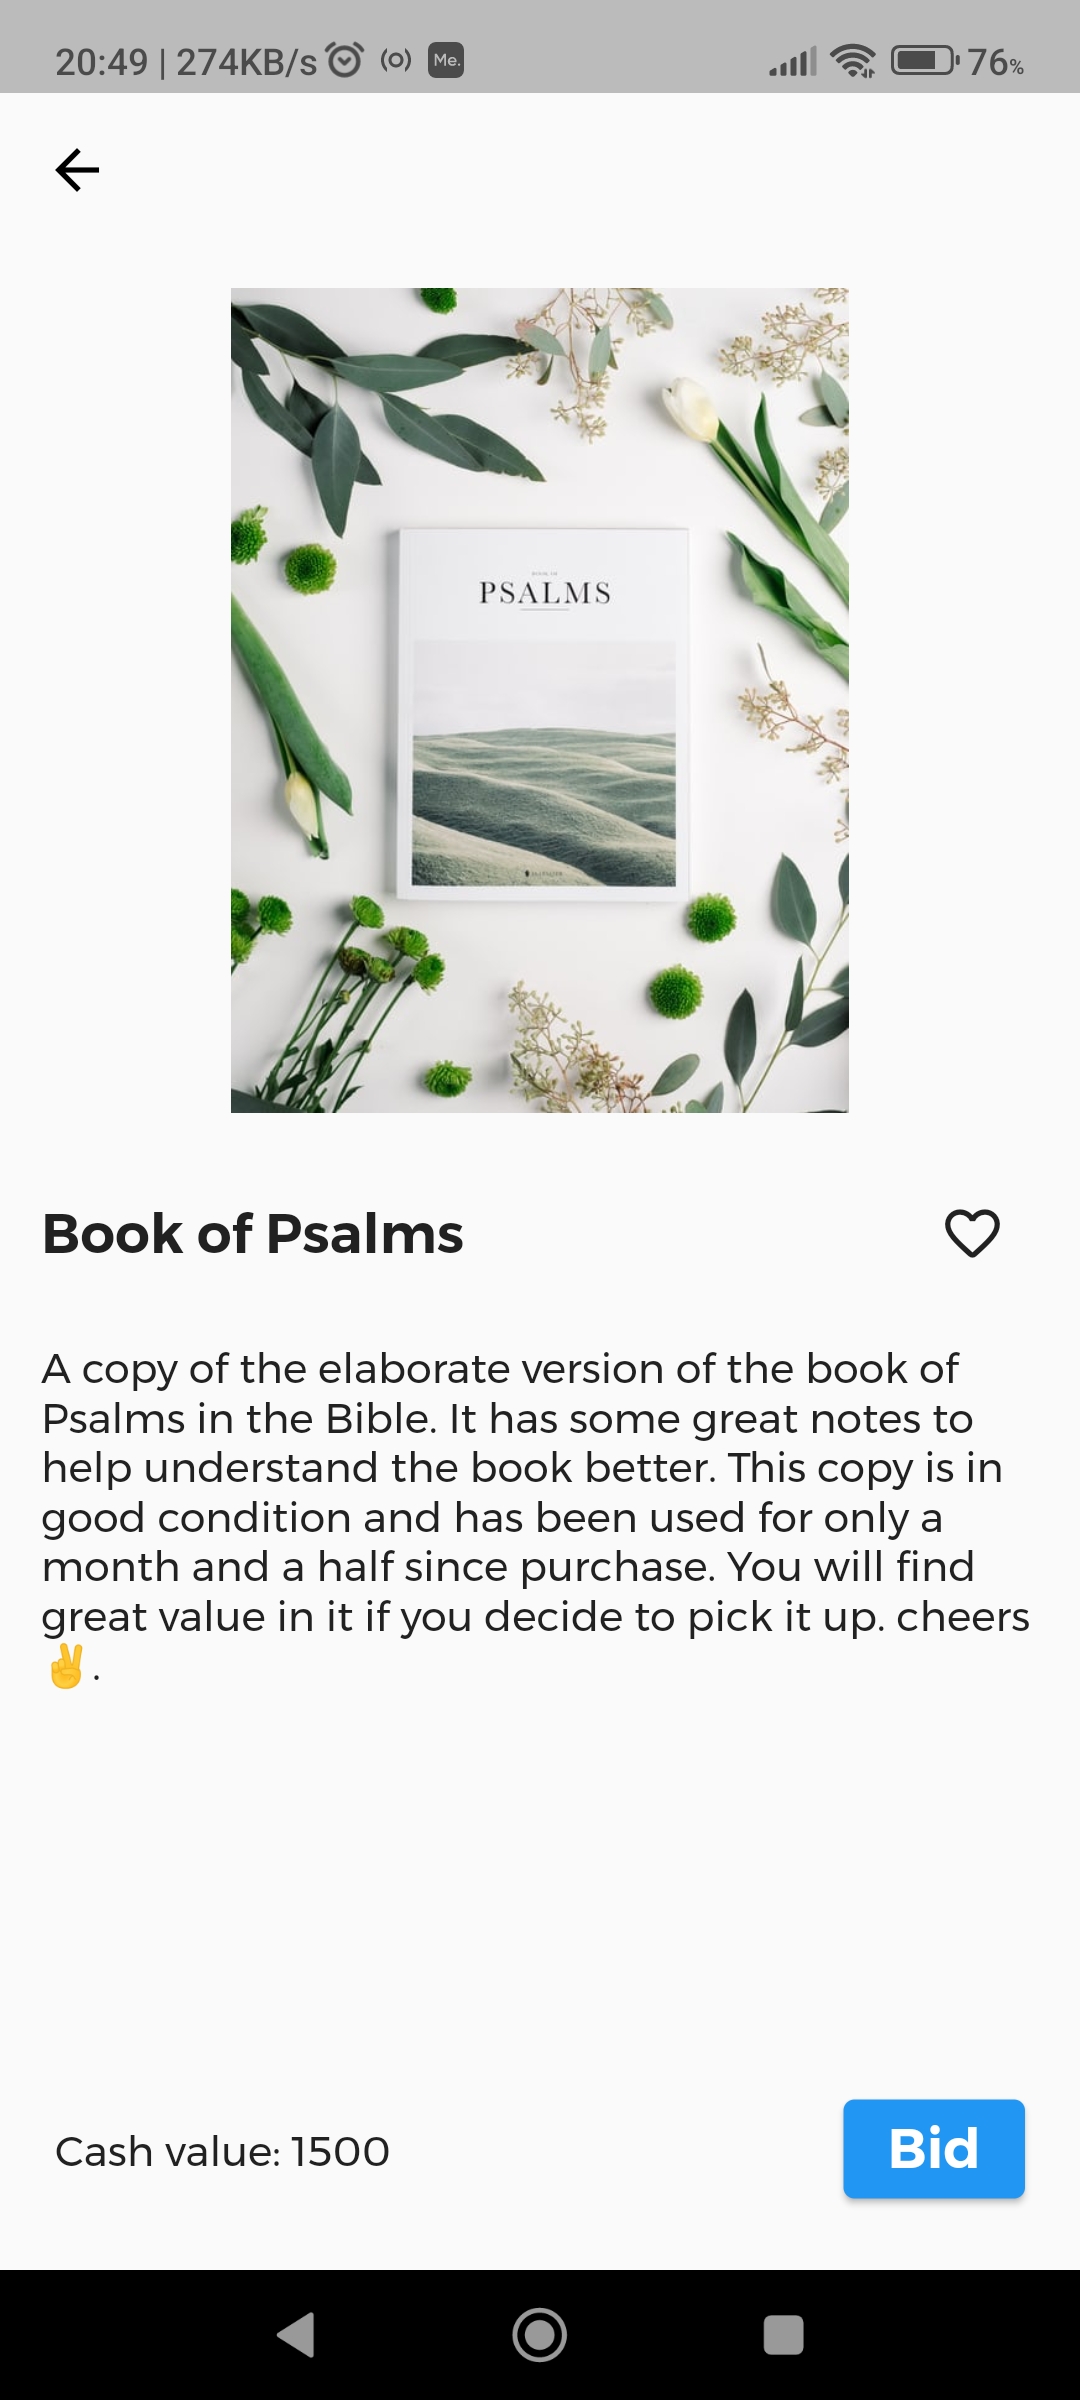 20:49 | 274KB/s Me. 76%
BOOK OF
PSALMS
Book of Psalms
A copy of the elaborate version of the book of
Psalms in the Bible. It has some great notes to
help understand the book better. This copy is in
good condition and has been used for only a
month and a half since purchase. You will find
great value in it if you decide to pick it up. cheers
✌️.
Cash value: 1500
Bid